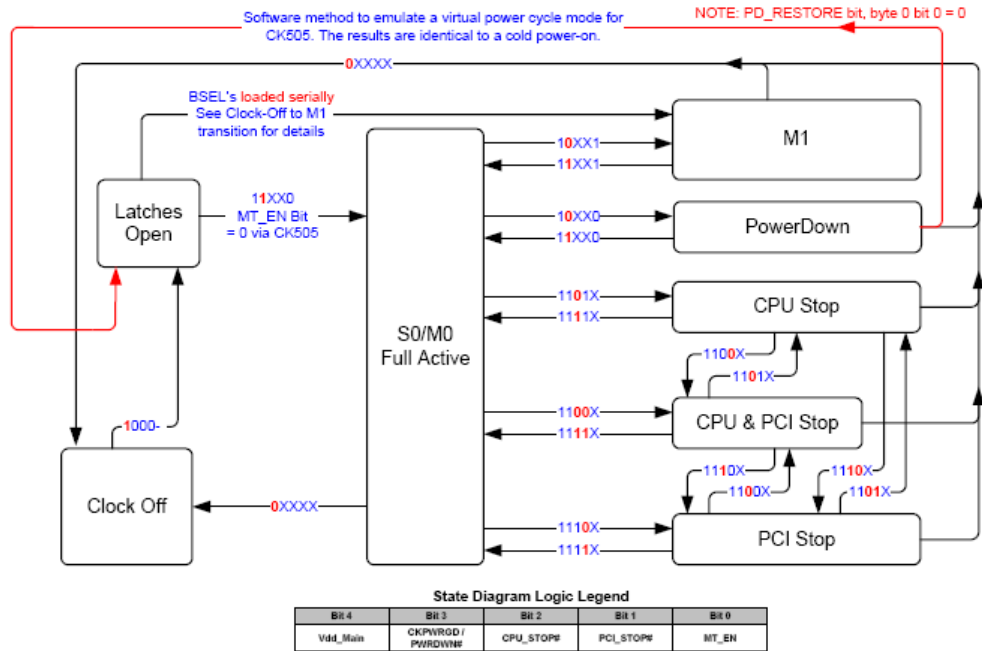 Software method to emulate a virtual power cycle mode for
CK505. The results are identical to a cold power-on.
NOTE: PD_RESTORE bit, byte 0 bit 0 = 0
0XXXX
BSEL's loaded serially
See Clock-Off to M1
transition for details
M1
10XX1
11XX1
Latches
Open
11XX0
MT_EN Bit
= 0 via CK505
10XX0
11XX0
PowerDown
S0/M0
Full Active
1101X
1111X
CPU Stop
1100X
1101X
1100X
1111X
CPU & PCI Stop
1000-
Clock Off
0XXXX
1110X
1100X
1110X
1101X
1110X
1111X
PCI Stop
State Diagram Logic Legend
Bit 4 Bit 3 Bit 2 Bit 1 Bit 0
Vdd_Main CKPWRGD / PWRDWN# CPU_STOP# PCI_STOP# MT_EN